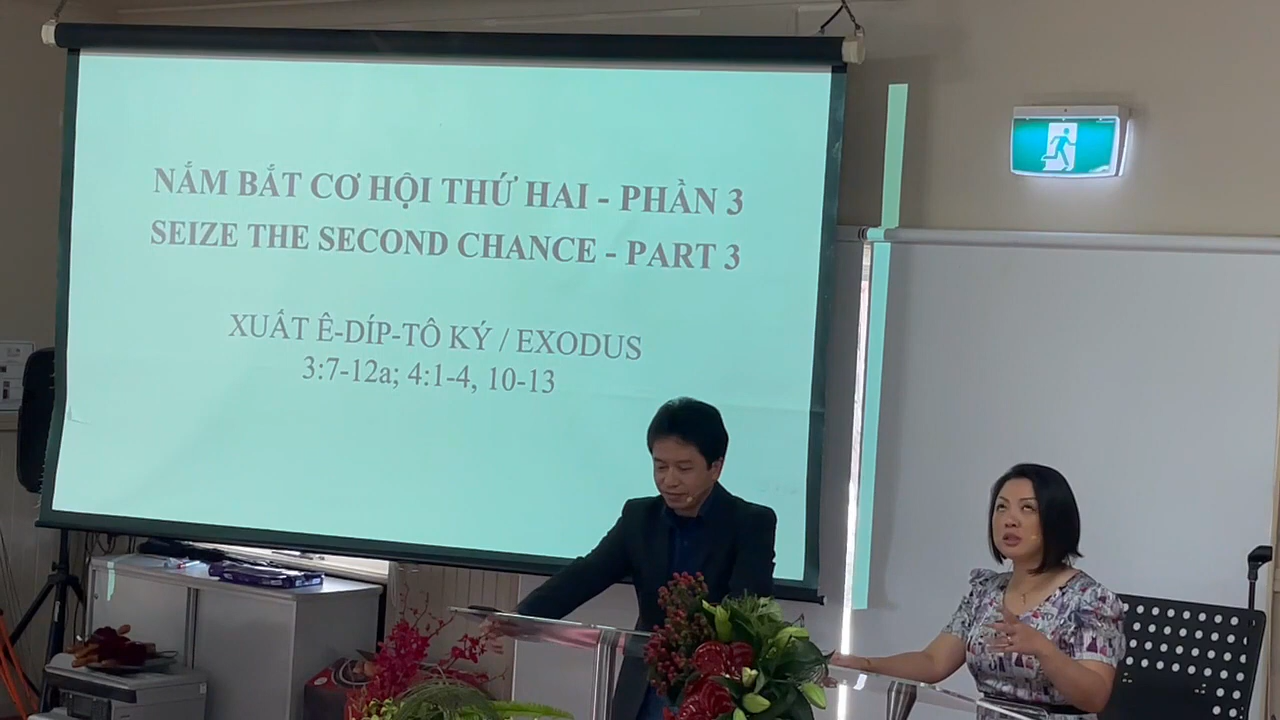 NẮM BẮT CƠ HỘI THỨ HAI - PHẦN 3
SEIZE THE SECOND CHANCE - PART 3
XUẤT Ê-DÍP-TÔ KÝ / EXODUS
3:7-12a; 4:1-4, 10-13